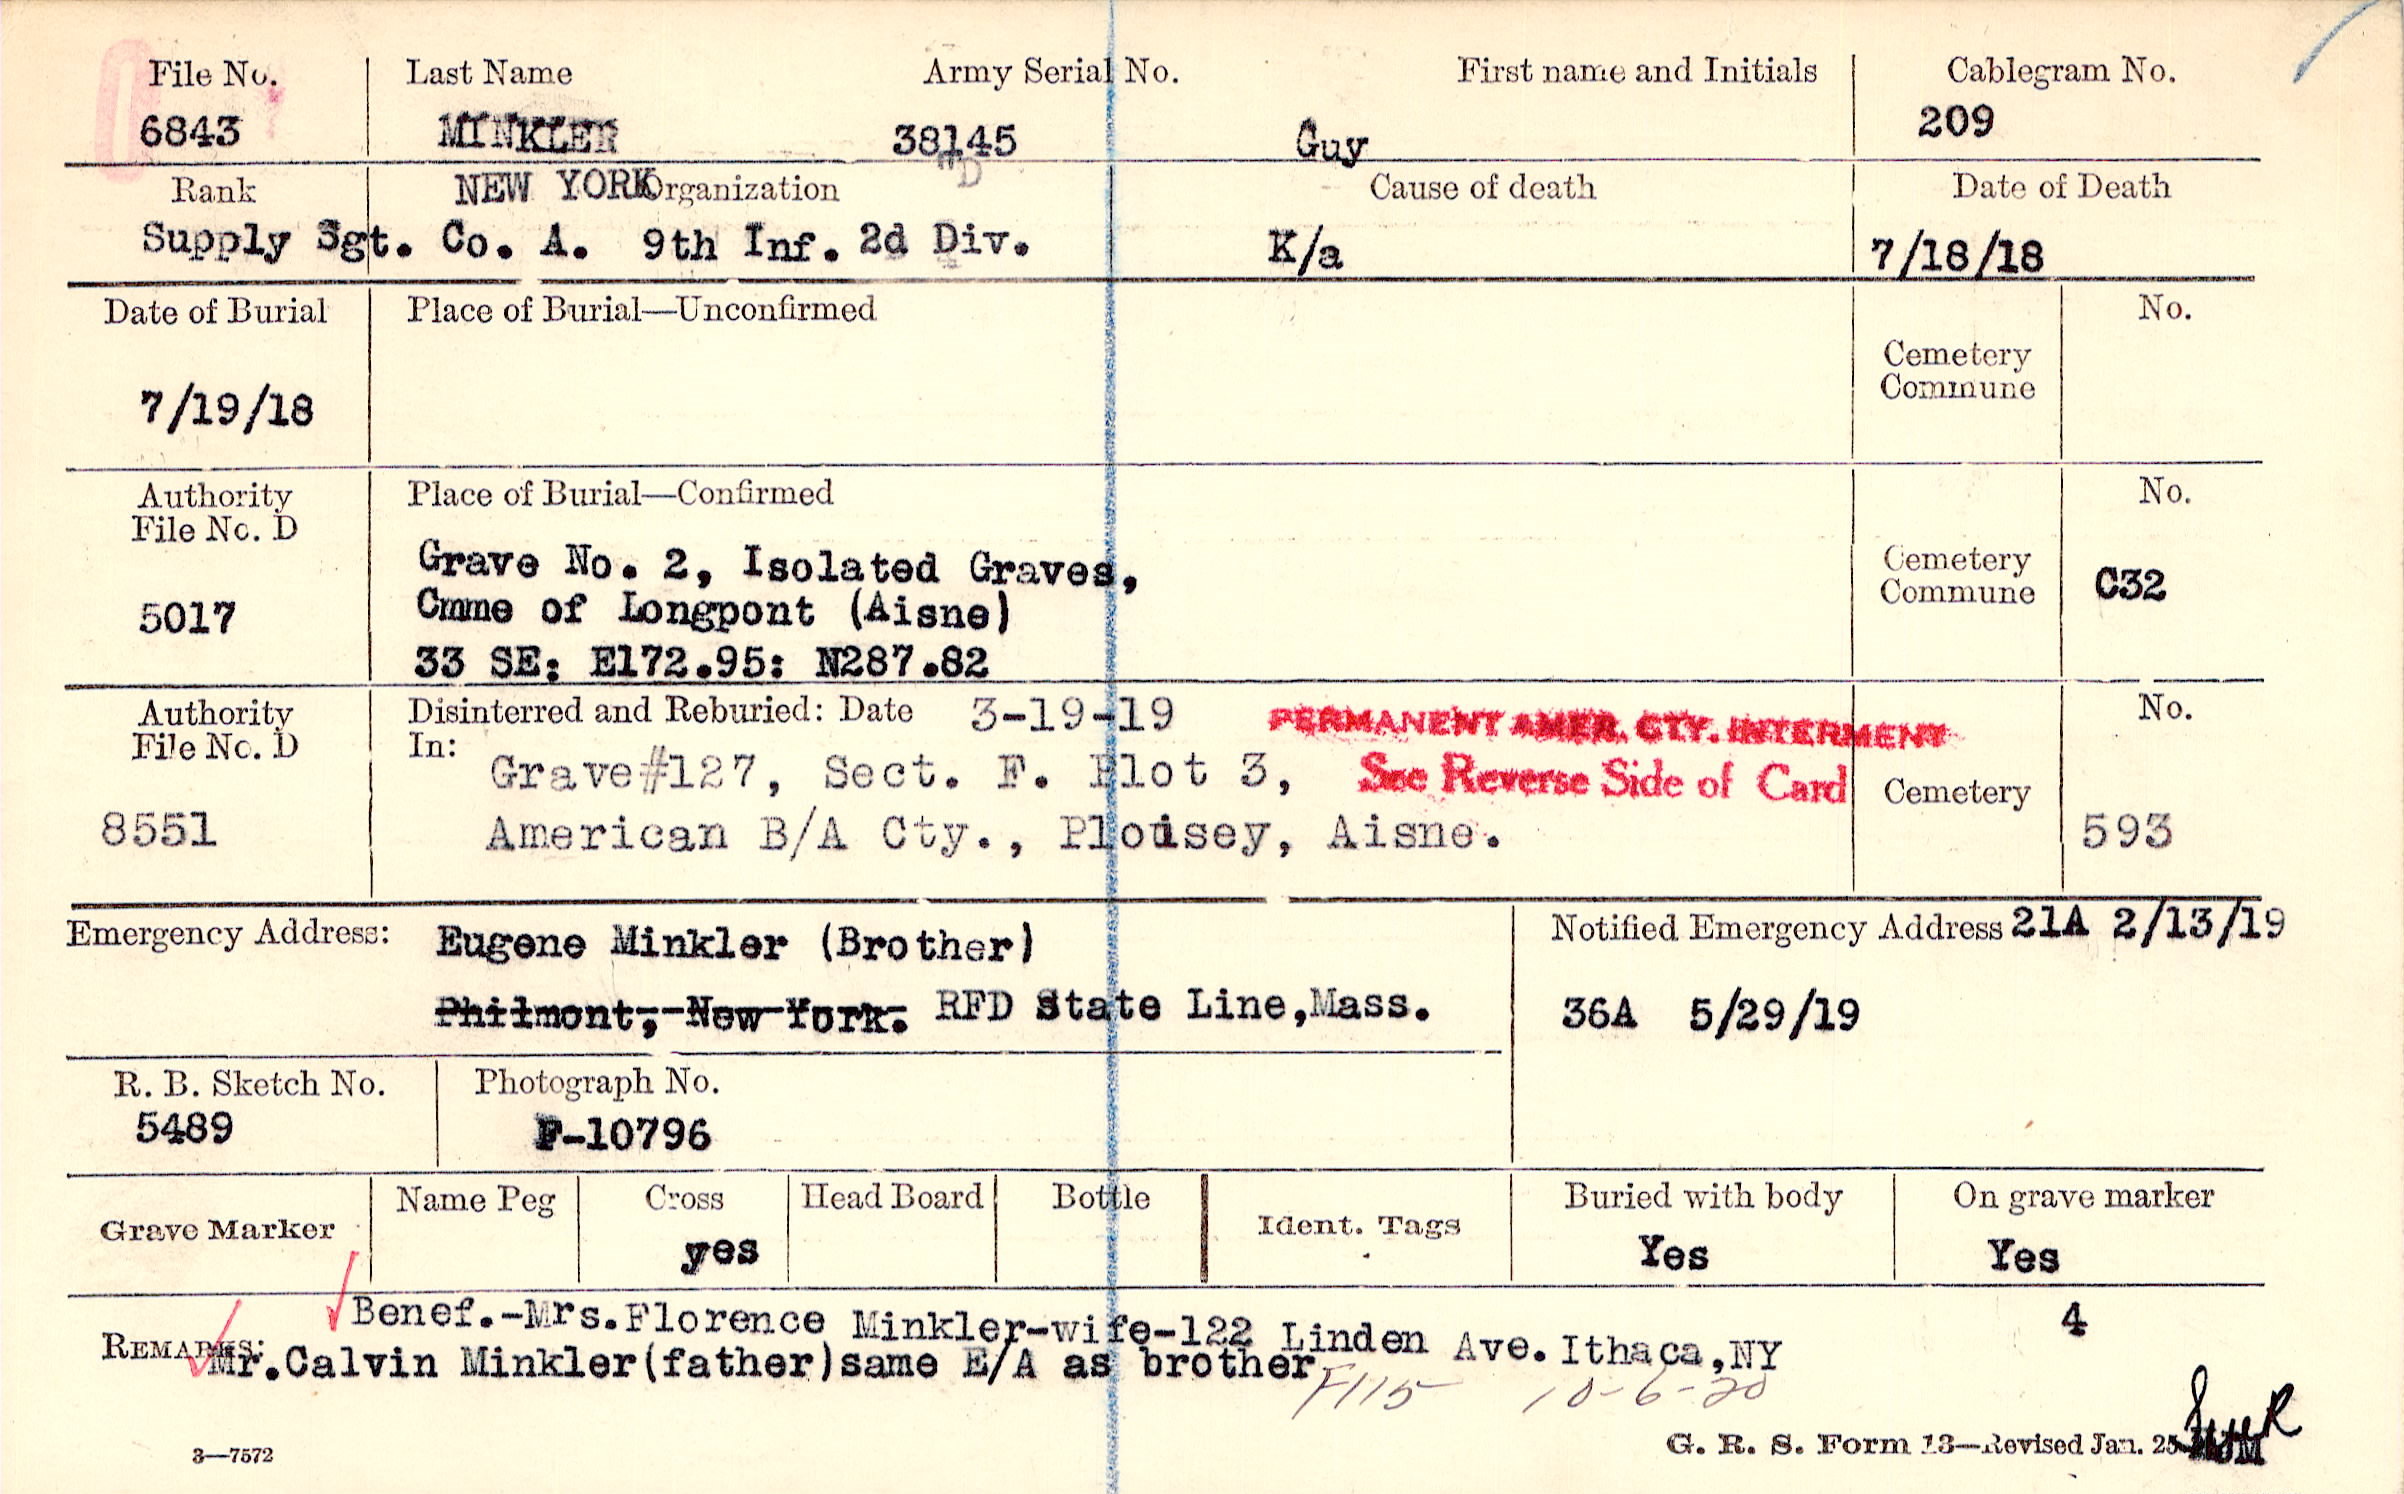 File No. Last Name Army Serial No. First name and Initials Cablegram No.
6843 MINKLER 38145 Guy 209
"D
Rank NEW YORK Organization Cause of death Date of Death
Supply Sgt. Co. A. 9th Inf. 2d Div. K/a 7/18/18
Date of Burial Place of Burial—Unconfirmed No.
Cemetery
Commune
7/19/18
Authority Place of Burial—Confirmed No.
File No. D
Grave No. 2, Isolated Graves, Cemetery
5017 Cmme of Longpont (Aisne) Commune C32
33 SE: E172.95: N287.82
Authority Disinterred and Reburied: Date 3-19-19 PERMANENT AMER. CTY. INTERMENT No.
File No. D In: Grave#127, Sect. F. Plot 3, See Reverse Side of Card Cemetery
8551 American B/A Cty., Ploisey, Aisne. 593
Emergency Address: Eugene Minkler (Brother) Notified Emergency Address 21A 2/13/19
Philmont, New York. RFD State Line,Mass. 36A 5/29/19
R. B. Sketch No. Photograph No.
5489 P-10796
Grave Marker Name Peg Cross Head Board Bottle Ident. Tags Buried with body On grave marker
yes Yes Yes
Benef.-Mrs.Florence Minkler-wife-122 Linden Ave. Ithaca,NY 4
REMARKS: Mr.Calvin Minkler(father)same E/A as brother
F115 10-6-20
3—7572 G. R. S. Form 13—Revised Jan. 25